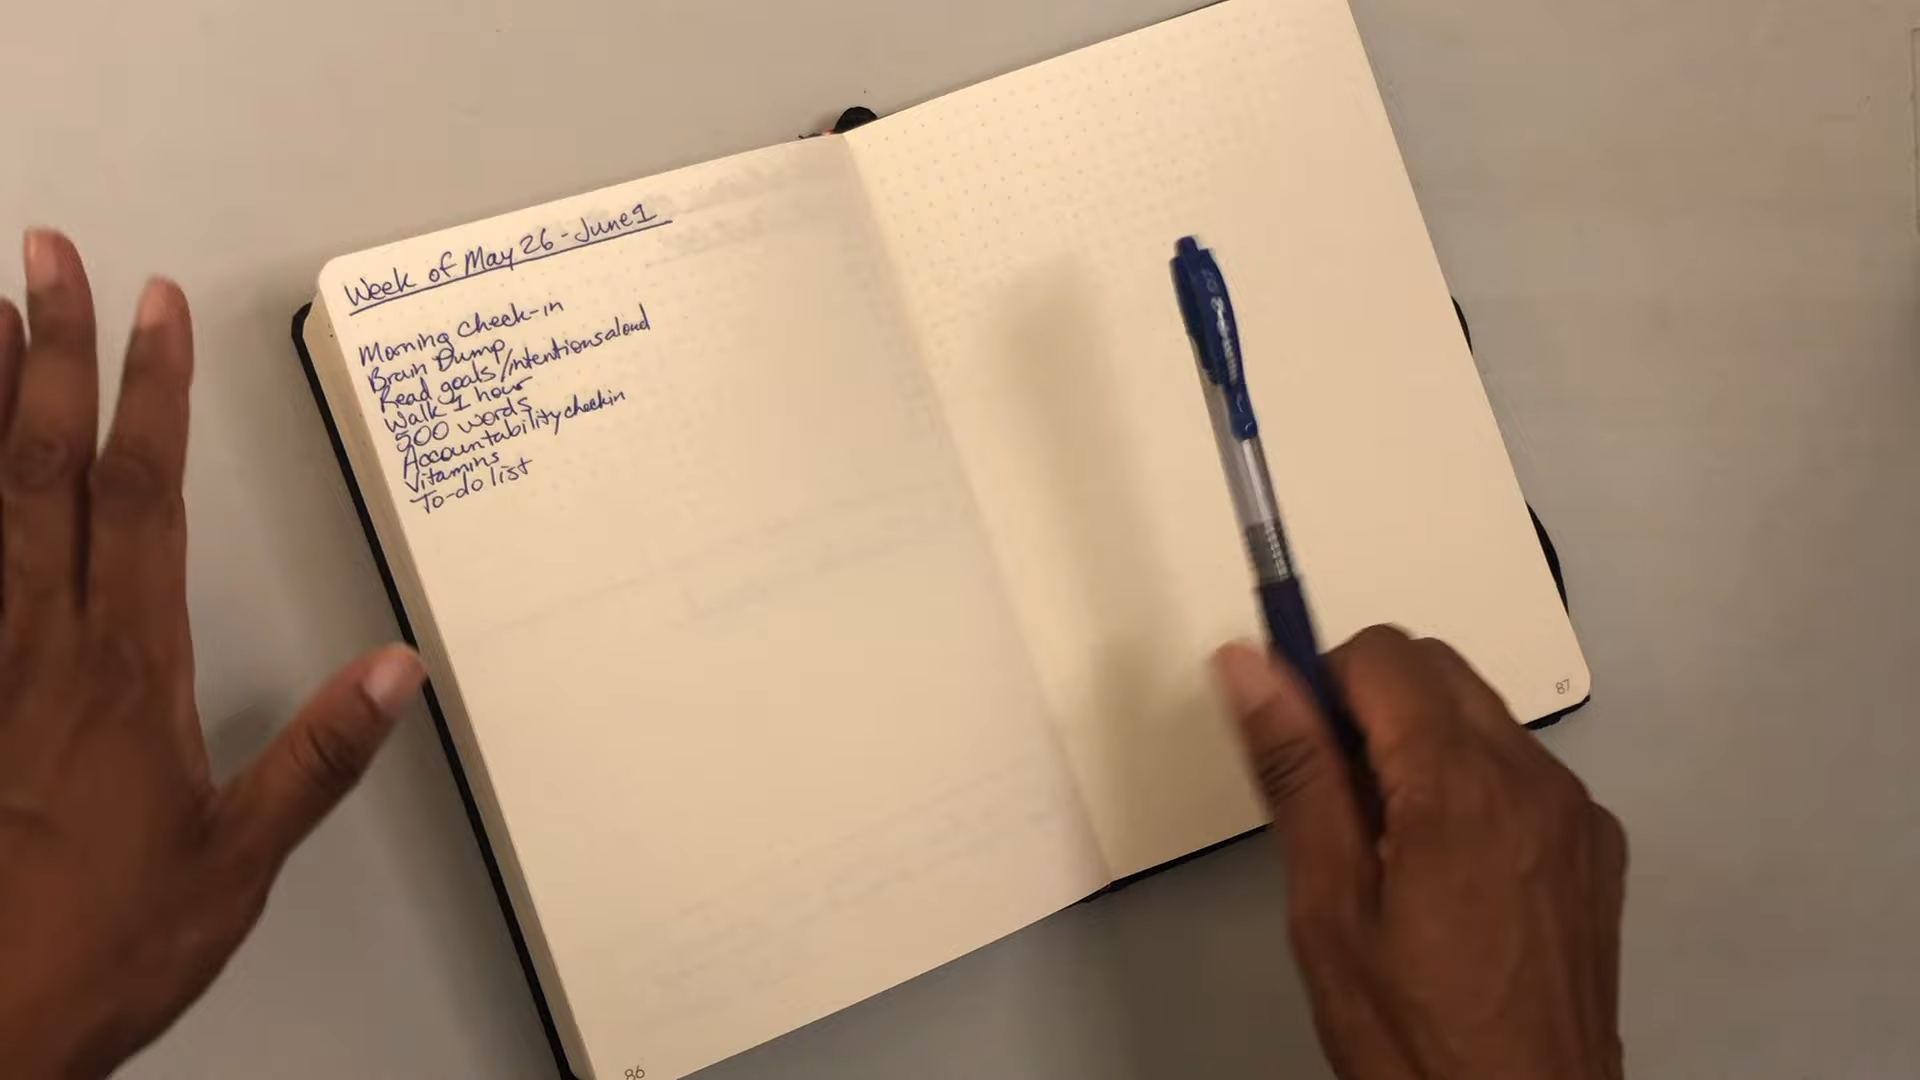 Week of May 26 - June 1
Morning Check-in
Brain Dump
Read goals/intentions aloud
Walk 1 hour
500 words
Accountability checkin
Vitamins
To-do list
86
87